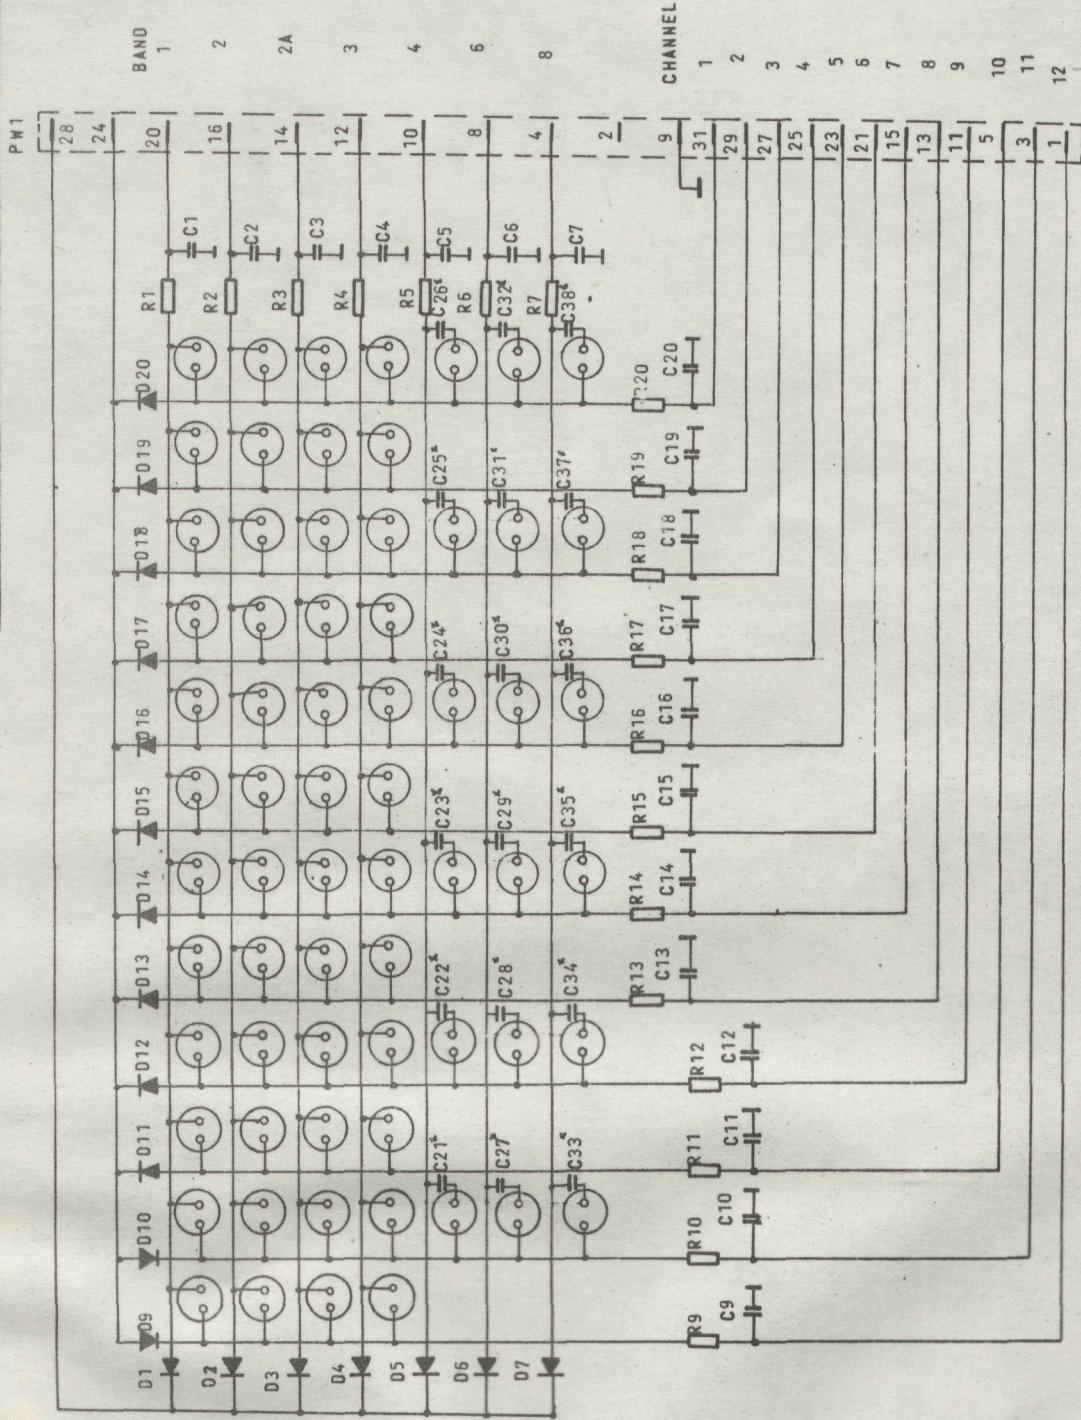 PW1
BAND
1
2
2A
3
4
6
8
CHANNEL
1
2
3
4
5
6
7
8
9
10
11
12
28
24
20
16
14
12
10
8
4
2
9
31
29
27
25
23
21
15
13
11
5
3
1
C1
C2
C3
C4
C5
C6
C7
R1
R2
R3
R4
R5
R6
R7
C26*
C32*
C38*
D20
D19
D18
D17
D16
D15
D14
D13
D12
D11
D10
D9
C25*
C31*
C37*
C24*
C30*
C36*
C23*
C29*
C35*
C22*
C28*
C34*
C21*
C27*
C33*
R20
C20
R19
C19
R18
C18
R17
C17
R16
C16
R15
C15
R14
C14
R13
C13
R12
C12
R11
C11
R10
C10
R9
C9
D1
D2
D3
D4
D5
D6
D7